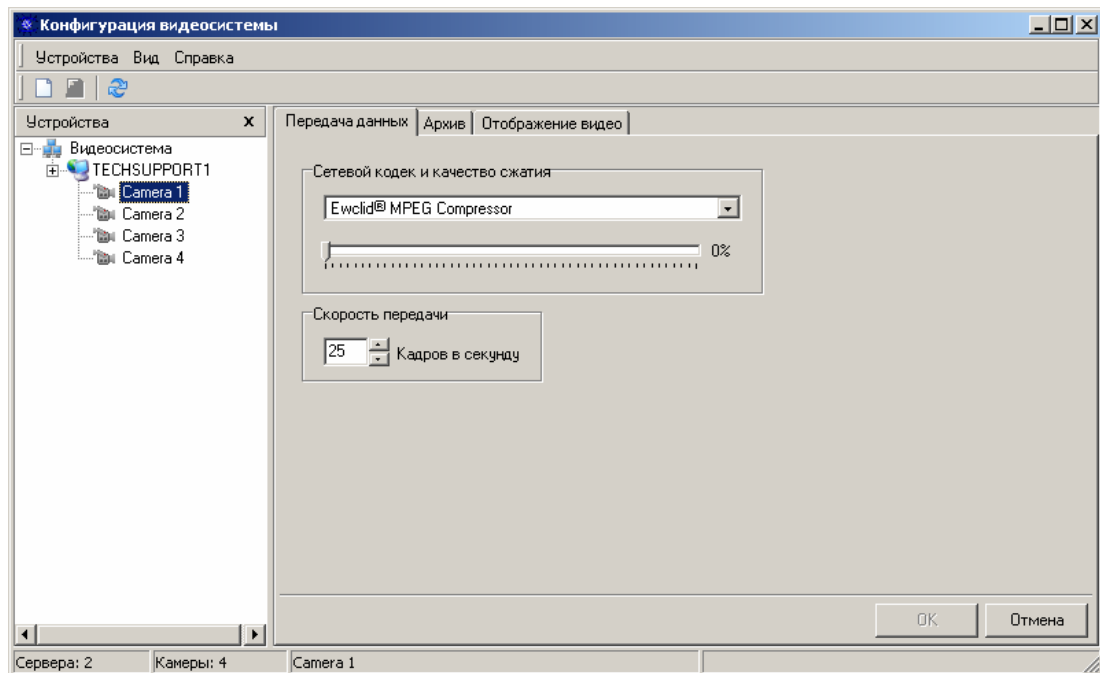 Конфигурация видеосистемы
Устройства Вид Справка
Устройства x
Передача данных Архив Отображение видео
Видеосистема
TECHSUPPORT1
Camera 1
Camera 2
Camera 3
Camera 4
Сетевой кодек и качество сжатия
Ewclid® MPEG Compressor
0%
Скорость передачи
25 Кадров в секунду
OK Отмена
Сервера: 2 Камеры: 4 Camera 1